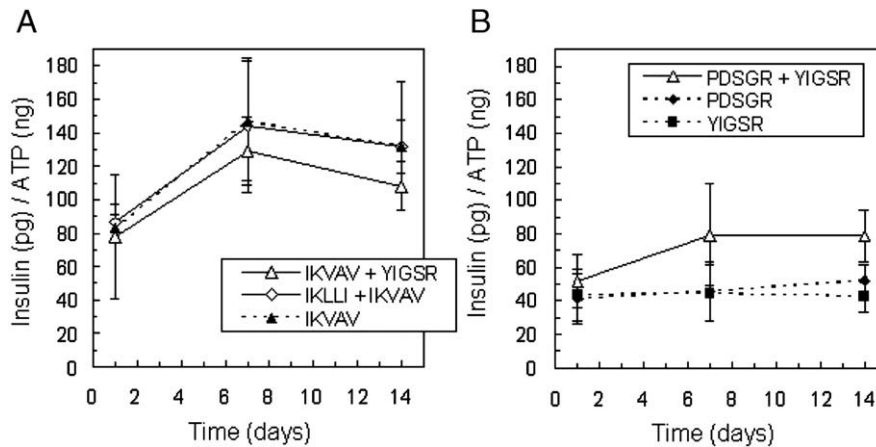 A
Insulin (pg) / ATP (ng)
180
160
140
120
100
80
60
40
20
0
IKVAV + YIGSR
IKLLI + IKVAV
IKVAV
0 2 4 6 8 10 12 14
Time (days)
B
Insulin (pg) / ATP (ng)
180
160
140
120
100
80
60
40
20
0
PDSGR + YIGSR
PDSGR
YIGSR
0 2 4 6 8 10 12 14
Time (days)